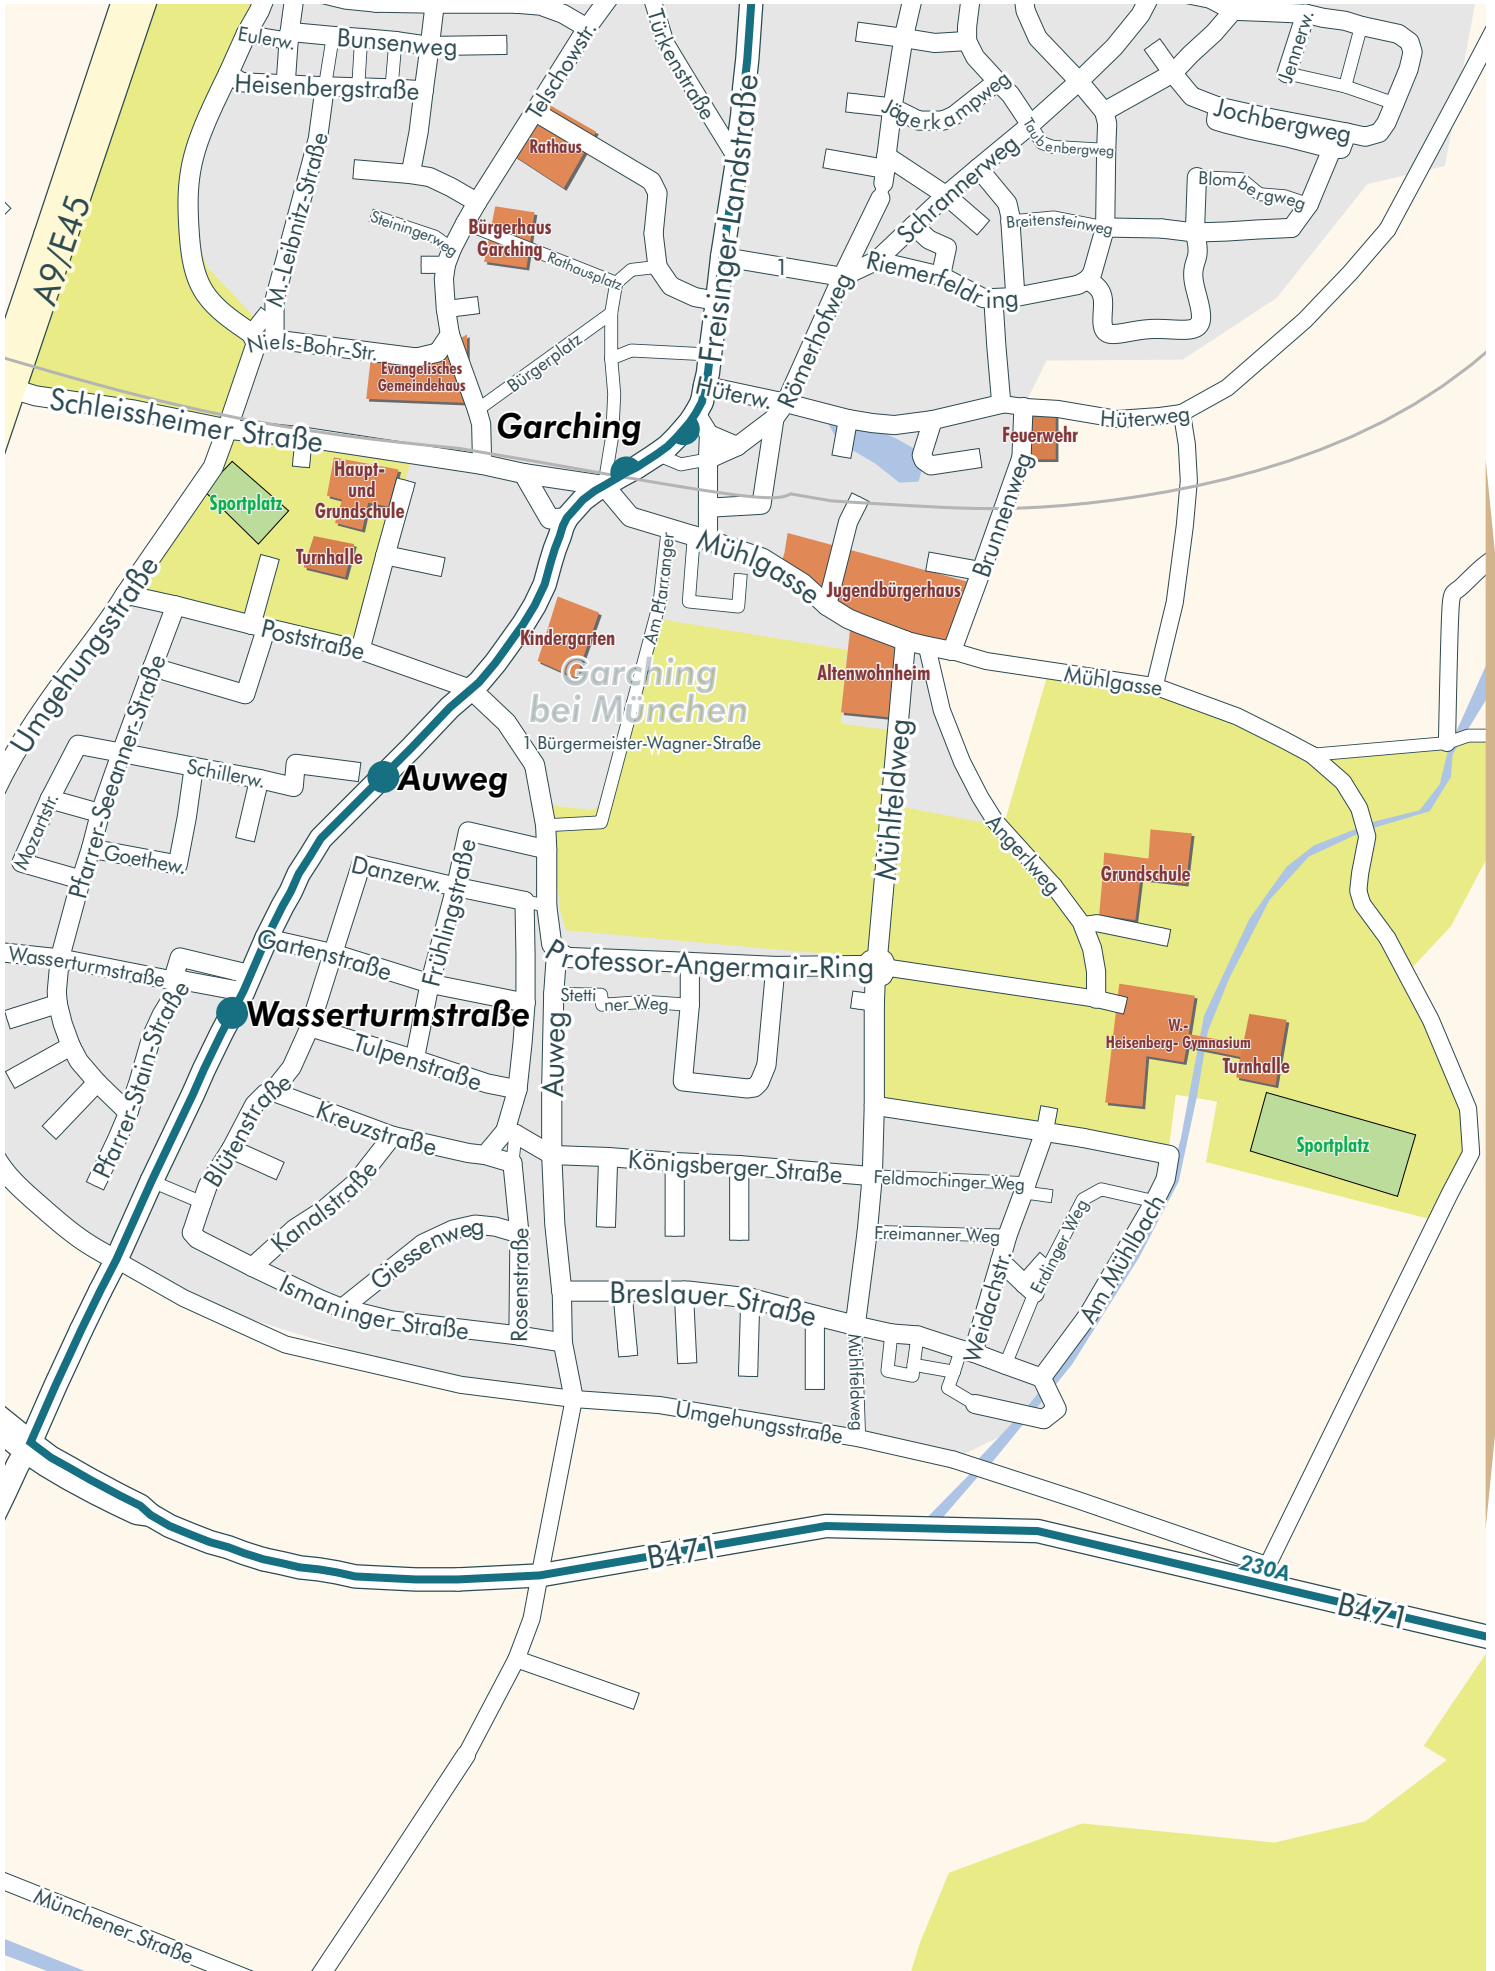 Eulerw.
Bunsenweg
Heisenbergstraße
Telschowstr.
Türkenstraße
Freisinger-Landstraße
Jägerkampweg
Taubenbergweg
Jennerw.
Jochbergweg
Rathaus
M.-Leibnitz-Straße
Schrannerweg
Blombergweg
Breitensteinweg
A9/E45
Steiningerweg
Bürgerhaus
Garching
Rathausplatz
1
Riemerfeldring
Römerhofweg
Niels-Bohr-Str.
Evangelisches
Gemeindehaus
Bürgerplatz
Hüterw.
Hüterweg
Schleissheimer Straße
Garching
Feuerwehr
Haupt-
und
Grundschule
Sportplatz
Turnhalle
Brunnenweg
Mühlgasse
Am Pfarranger
Jugendbürgerhaus
Umgehungsstraße
Poststraße
Kindergarten
Garching
bei München
1 Bürgermeister-Wagner-Straße
Altenwohnheim
Mühlgasse
Pfarrer-Seeanner-Straße
Schillerw.
Auweg
Mühlfeldweg
Mozartstr.
Goethew.
Angerlweg
Danzerw.
Frühlingstraße
Grundschule
Gartenstraße
Wasserturmstraße
Professor-Angermair-Ring
Stettiner Weg
Wasserturmstraße
Pfarrer-Stain-Straße
Tulpenstraße
Auweg
W.-
Heisenberg- Gymnasium
Turnhalle
Blütenstraße
Kreuzstraße
Sportplatz
Königsberger Straße
Feldmochinger Weg
Kanalstraße
Giessenweg
Freimanner Weg
Erdinger Weg
Am Mühlbach
Rosenstraße
Weidachstr.
Ismaninger Straße
Breslauer Straße
Mühlfeldweg
Umgehungsstraße
B471
230A
B471
Münchener Straße